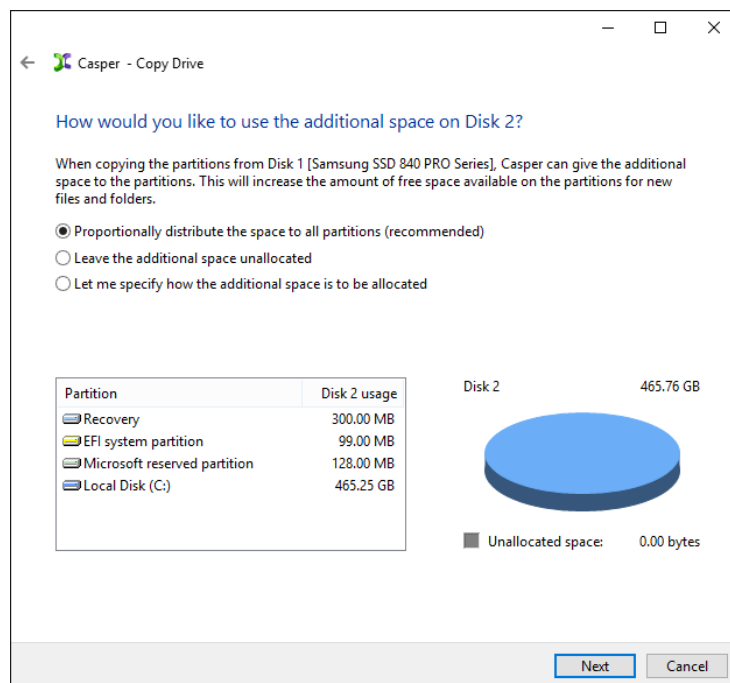 Casper - Copy Drive
How would you like to use the additional space on Disk 2?
When copying the partitions from Disk 1 [Samsung SSD 840 PRO Series], Casper can give the additional
space to the partitions. This will increase the amount of free space available on the partitions for new
files and folders.
Proportionally distribute the space to all partitions (recommended)
Leave the additional space unallocated
Let me specify how the additional space is to be allocated
Partition Disk 2 usage
Recovery 300.00 MB
EFI system partition 99.00 MB
Microsoft reserved partition 128.00 MB
Local Disk (C:) 465.25 GB
Disk 2 465.76 GB
Unallocated space: 0.00 bytes
Next Cancel